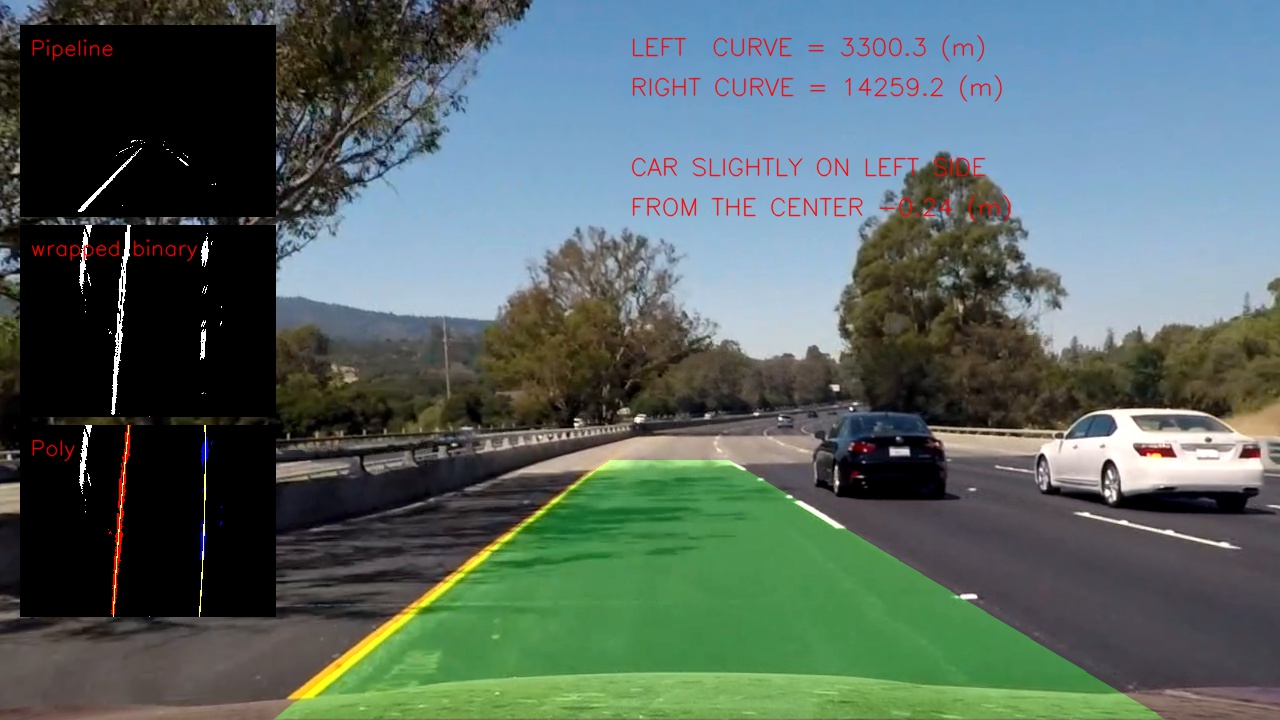 Pipeline
wrapped binary
Poly
LEFT CURVE = 3300.3 (m)
RIGHT CURVE = 14259.2 (m)
CAR SLIGHTLY ON LEFT SIDE
FROM THE CENTER -0.24 (m)